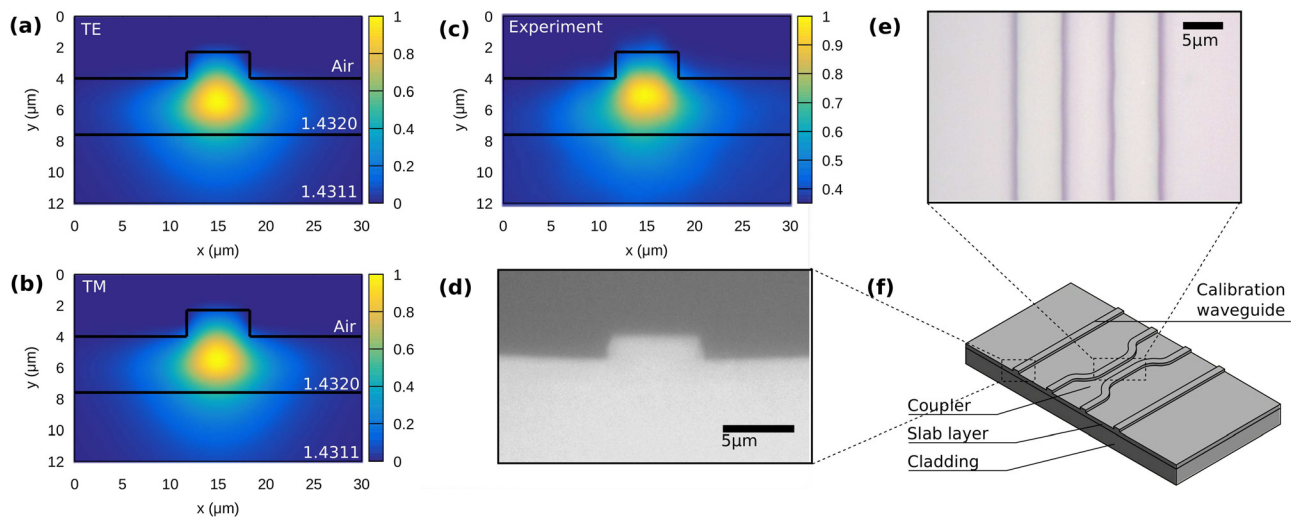 (a)
TE
Air
1.4320
1.4311
0
2
4
6
8
10
12
y (µm)
0 5 10 15 20 25 30
x (µm)
1
0.8
0.6
0.4
0.2
0
(b)
TM
Air
1.4320
1.4311
0
2
4
6
8
10
12
y (µm)
0 5 10 15 20 25 30
x (µm)
1
0.8
0.6
0.4
0.2
0
(c)
Experiment
Air
1.4320
1.4311
0
2
4
6
8
10
12
y (µm)
0 5 10 15 20 25 30
x (µm)
1
0.9
0.8
0.7
0.6
0.5
0.4
(d)
5µm
(e)
5µm
(f)
Calibration
waveguide
Coupler
Slab layer
Cladding